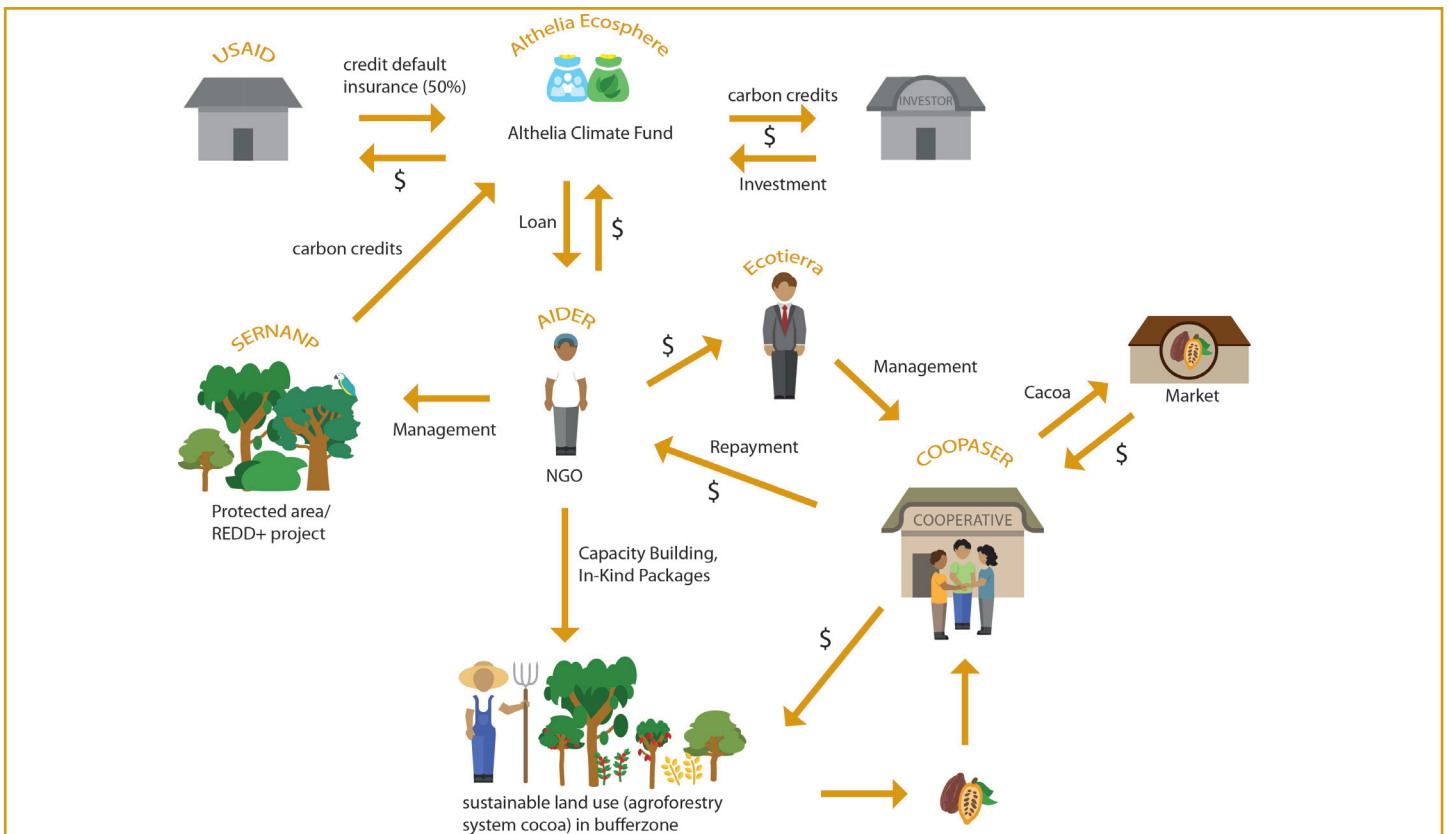 USAID
credit default
insurance (50%)
$
Althelia Ecosphere
Althelia Climate Fund
carbon credits
$
Investment
INVESTOR
carbon credits
Loan
$
SERNANP
Protected area/
REDD+ project
Management
AIDER
NGO
$
Ecotierra
Management
Repayment
$
COOPASER
COOPERATIVE
Cacoa
$
Market
Capacity Building,
In-Kind Packages
$
sustainable land use (agroforestry
system cocoa) in bufferzone